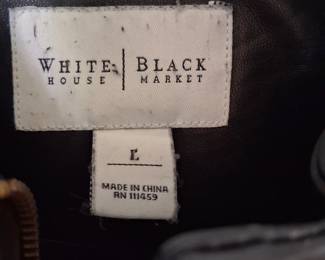 WHITE | BLACK
HOUSE | MARKET
L
MADE IN CHINA
RN 111459